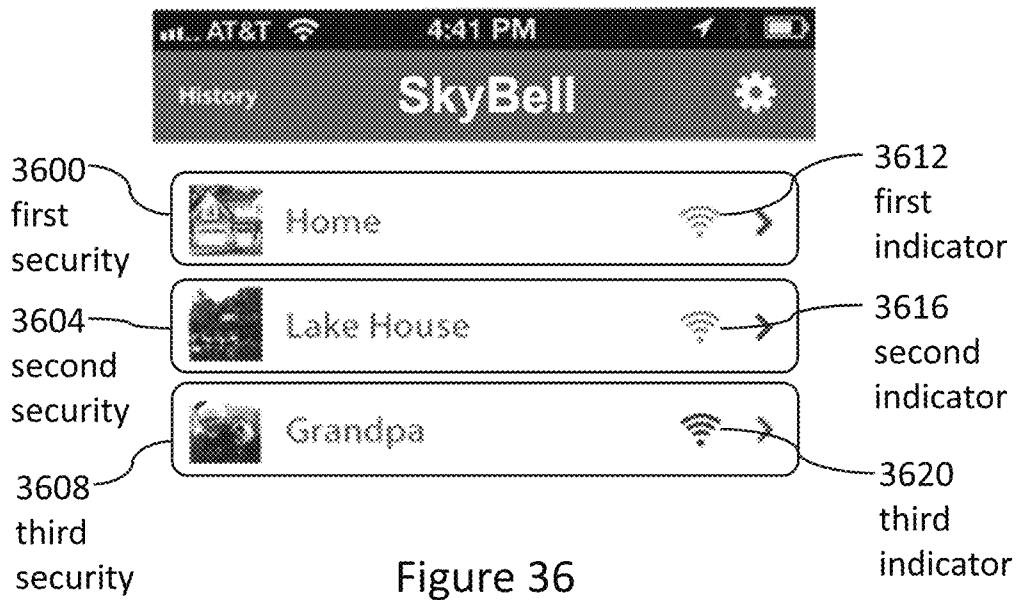 AT&T 4:41 PM
History SkyBell
3600
first
security
Home
3612
first
indicator
3604
second
security
Lake House
3616
second
indicator
3608
third
security
Grandpa
3620
third
indicator
Figure 36